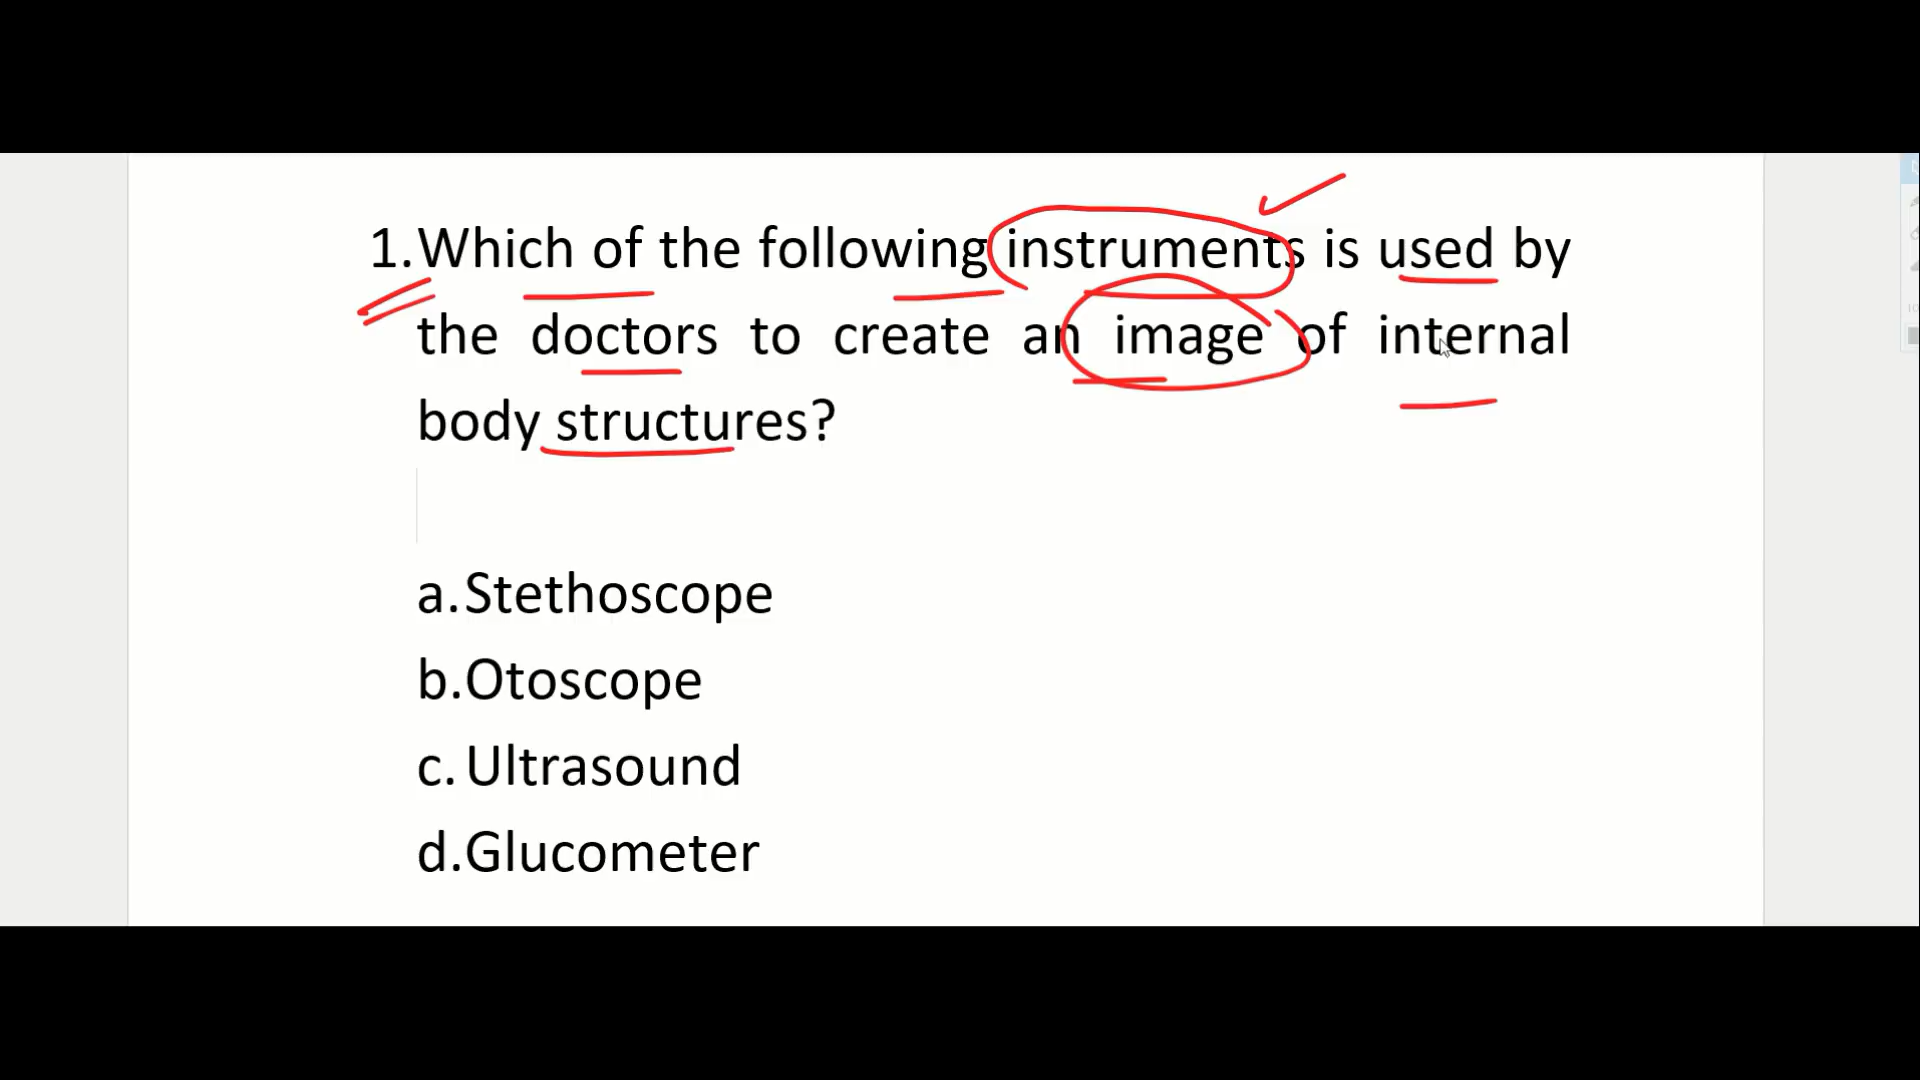 1.Which of the following instruments is used by
the doctors to create an image of internal
body structures?
a.Stethoscope
b.Otoscope
c.Ultrasound
d.Glucometer